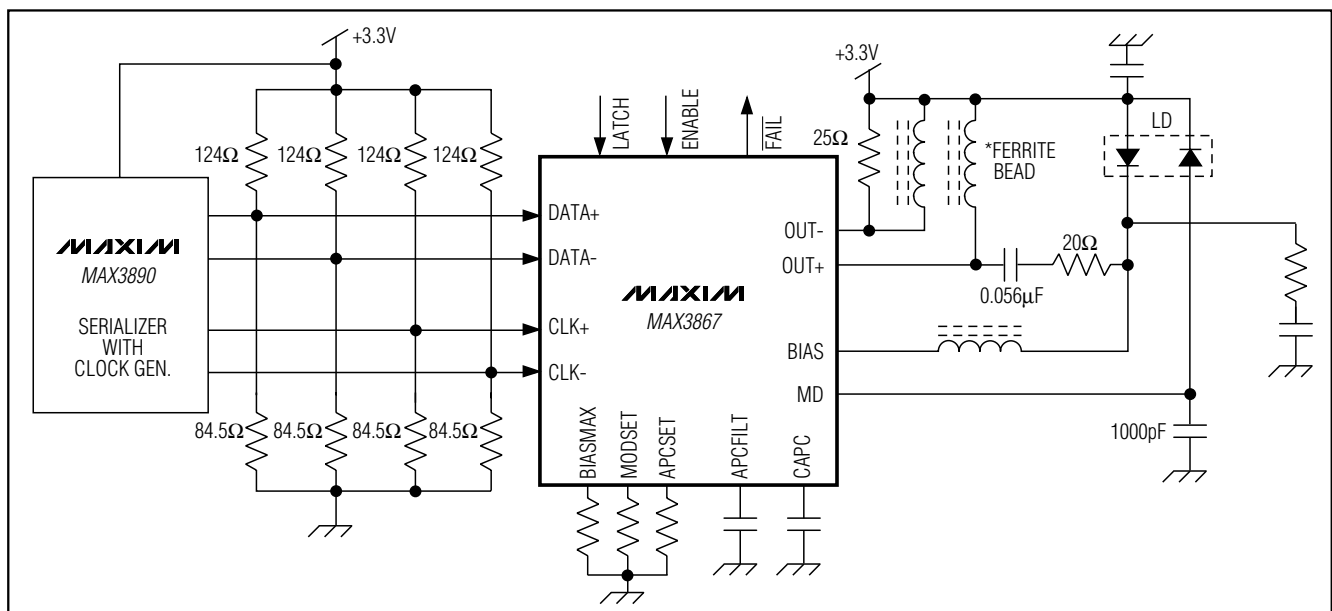 +3.3V
124Ω
124Ω
124Ω
124Ω
MAXIM
MAX3890
SERIALIZER
WITH
CLOCK GEN.
84.5Ω
84.5Ω
84.5Ω
84.5Ω
LATCH
ENABLE
FAIL
DATA+
DATA-
CLK+
CLK-
MAXIM
MAX3867
OUT-
OUT+
BIAS
MD
BIASMAX
MODSET
APCSET
APCFILT
CAPC
+3.3V
25Ω
*FERRITE
BEAD
LD
20Ω
0.056µF
1000pF